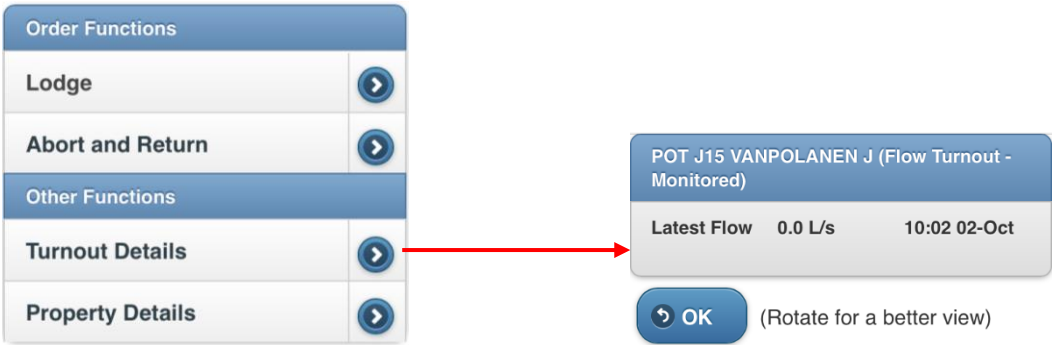 Order Functions
Lodge
Abort and Return
Other Functions
Turnout Details
Property Details
POT J15 VANPOLANEN J (Flow Turnout -
Monitored)
Latest Flow 0.0 L/s 10:02 02-Oct
OK (Rotate for a better view)